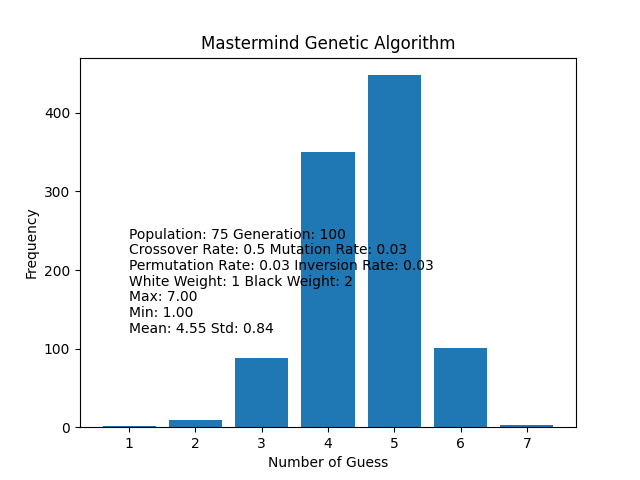 Mastermind Genetic Algorithm
400
300
200
100
0
Frequency
Population: 75 Generation: 100
Crossover Rate: 0.5 Mutation Rate: 0.03
Permutation Rate: 0.03 Inversion Rate: 0.03
White Weight: 1 Black Weight: 2
Max: 7.00
Min: 1.00
Mean: 4.55 Std: 0.84
1 2 3 4 5 6 7
Number of Guess